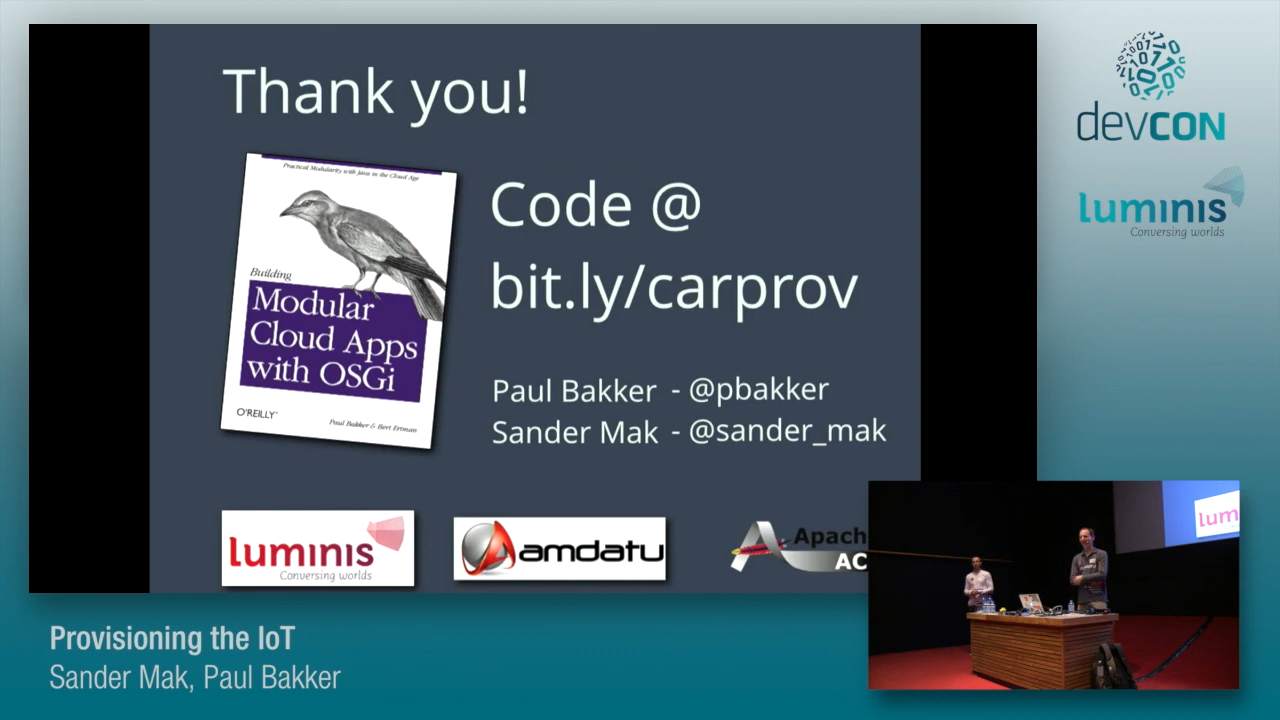 Thank you!
Practical Modularity with Java in the Cloud Age
Building
Modular
Cloud Apps
with OSGi
O'REILLY
Paul Bakker & Bert Ertman
Code @
bit.ly/carprov
Paul Bakker - @pbakker
Sander Mak - @sander_mak
luminis
Conversing worlds
amdatu
Apach
AC
devCON
luminis
Conversing worlds
lum
Provisioning the IoT
Sander Mak, Paul Bakker